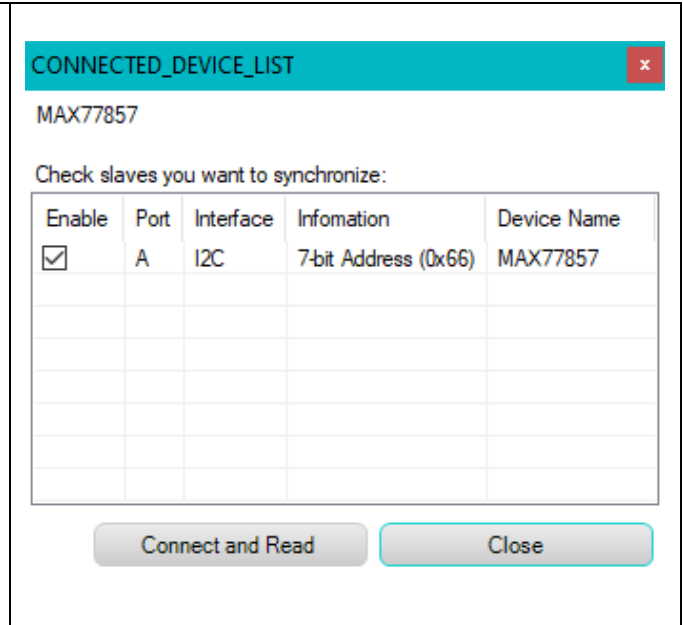 CONNECTED_DEVICE_LIST
x
MAX77857
Check slaves you want to synchronize:
Enable Port Interface Infomation Device Name
A I2C 7-bit Address (0x66) MAX77857
Connect and Read Close